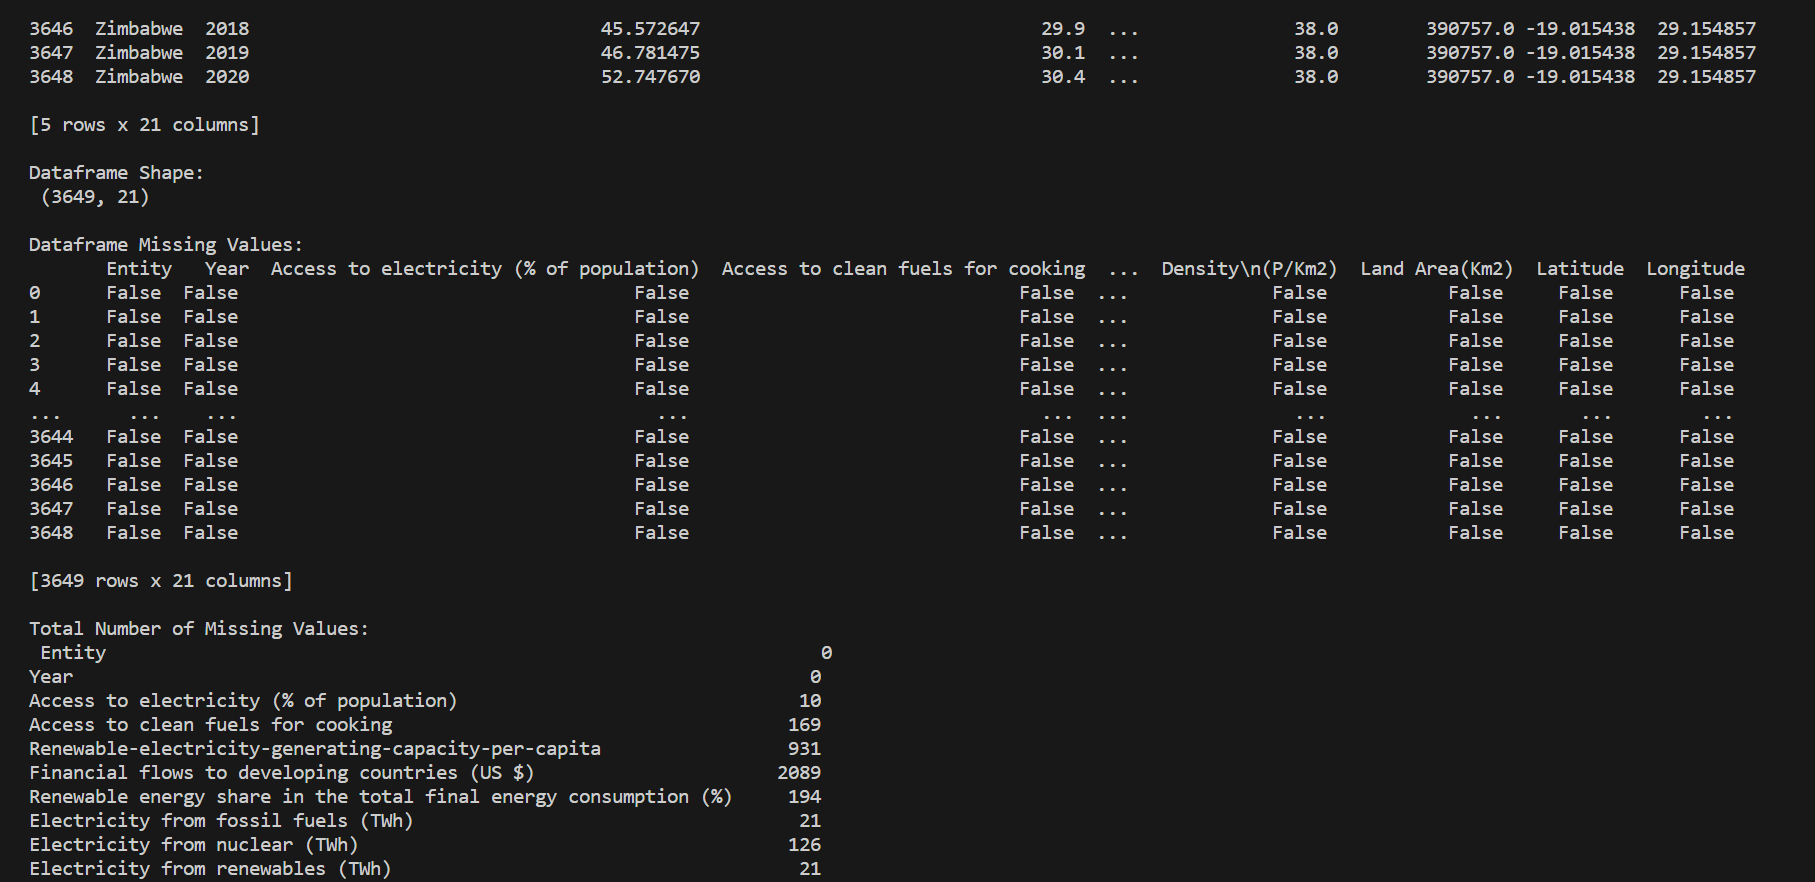 3646  Zimbabwe  2018                                45.572647                               29.9  ...              38.0        390757.0 -19.015438  29.154857
3647  Zimbabwe  2019                                46.781475                               30.1  ...              38.0        390757.0 -19.015438  29.154857
3648  Zimbabwe  2020                                52.747670                               30.4  ...              38.0        390757.0 -19.015438  29.154857
[5 rows x 21 columns]
Dataframe Shape:
 (3649, 21)
Dataframe Missing Values:
       Entity   Year  Access to electricity (% of population)  Access to clean fuels for cooking  ...  Density\n(P/Km2)  Land Area(Km2)  Latitude  Longitude
0      False  False                                    False                              False  ...             False           False     False      False
1      False  False                                    False                              False  ...             False           False     False      False
2      False  False                                    False                              False  ...             False           False     False      False
3      False  False                                    False                              False  ...             False           False     False      False
4      False  False                                    False                              False  ...             False           False     False      False
...      ...    ...                                      ...                                ...  ...               ...             ...       ...        ...
3644   False  False                                    False                              False  ...             False           False     False      False
3645   False  False                                    False                              False  ...             False           False     False      False
3646   False  False                                    False                              False  ...             False           False     False      False
3647   False  False                                    False                              False  ...             False           False     False      False
3648   False  False                                    False                              False  ...             False           False     False      False
[3649 rows x 21 columns]
Total Number of Missing Values:
 Entity                                                                 0
Year                                                                   0
Access to electricity (% of population)                               10
Access to clean fuels for cooking                                    169
Renewable-electricity-generating-capacity-per-capita                 931
Financial flows to developing countries (US $)                      2089
Renewable energy share in the total final energy consumption (%)     194
Electricity from fossil fuels (TWh)                                   21
Electricity from nuclear (TWh)                                       126
Electricity from renewables (TWh)                                     21